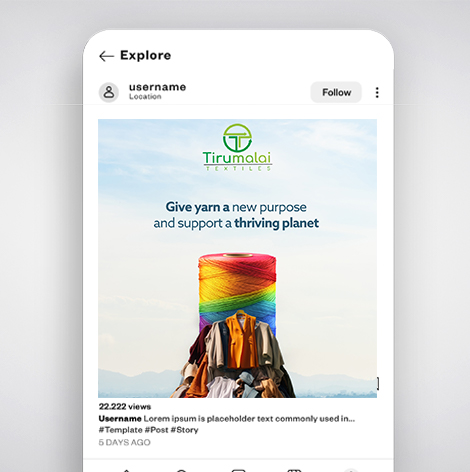 Explore
username
Location
Follow
Tirumalai
TEXTILES
Give yarn a new purpose
and support a thriving planet
22.222 views
Username Lorem ipsum is placeholder text commonly used in...
#Template #Post #Story
5 DAYS AGO